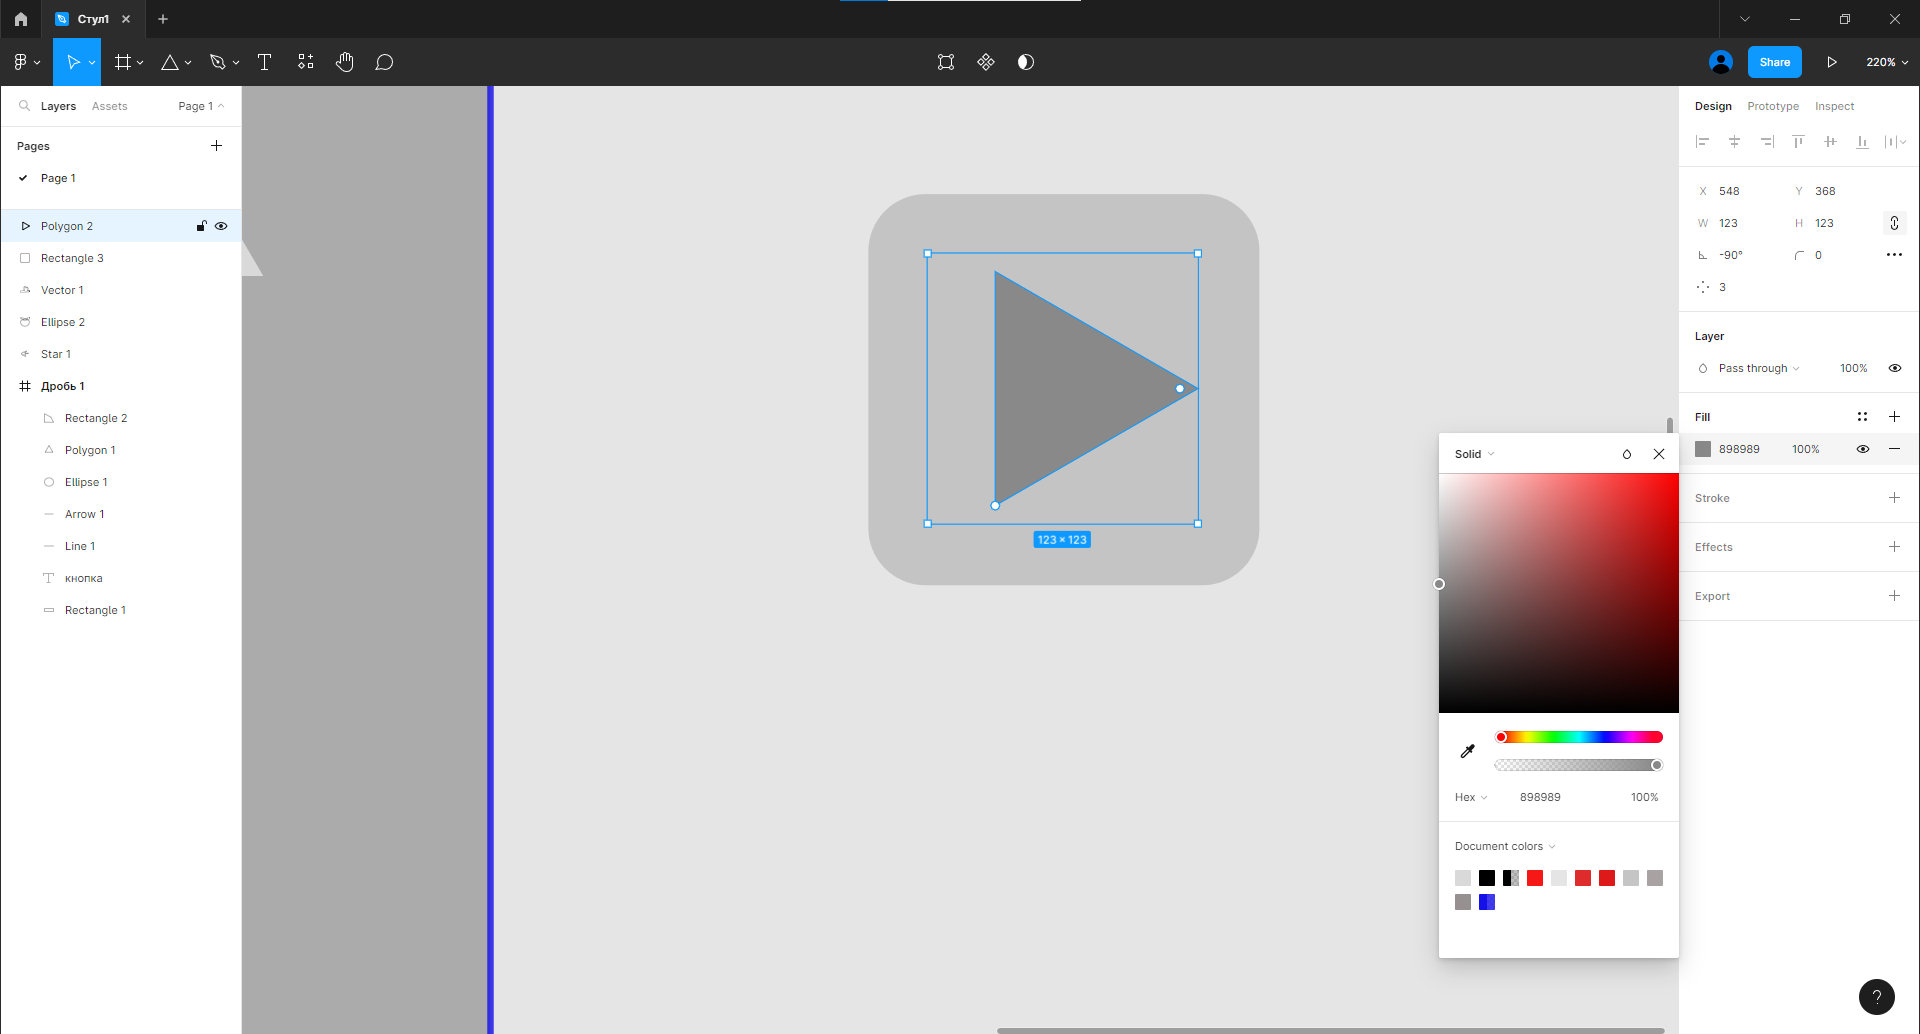 Стул1
Share
220%
Layers Assets Page 1
Pages
Page 1
Polygon 2
Rectangle 3
Vector 1
Ellipse 2
Star 1
Дробь 1
Rectangle 2
Polygon 1
Ellipse 1
Arrow 1
Line 1
кнопка
Rectangle 1
123 × 123
Design Prototype Inspect
X 548 Y 368
W 123 H 123
-90° 0
3
Layer
Pass through 100%
Fill
898989 100%
Stroke
Effects
Export
Solid
Hex 898989 100%
Document colors
?